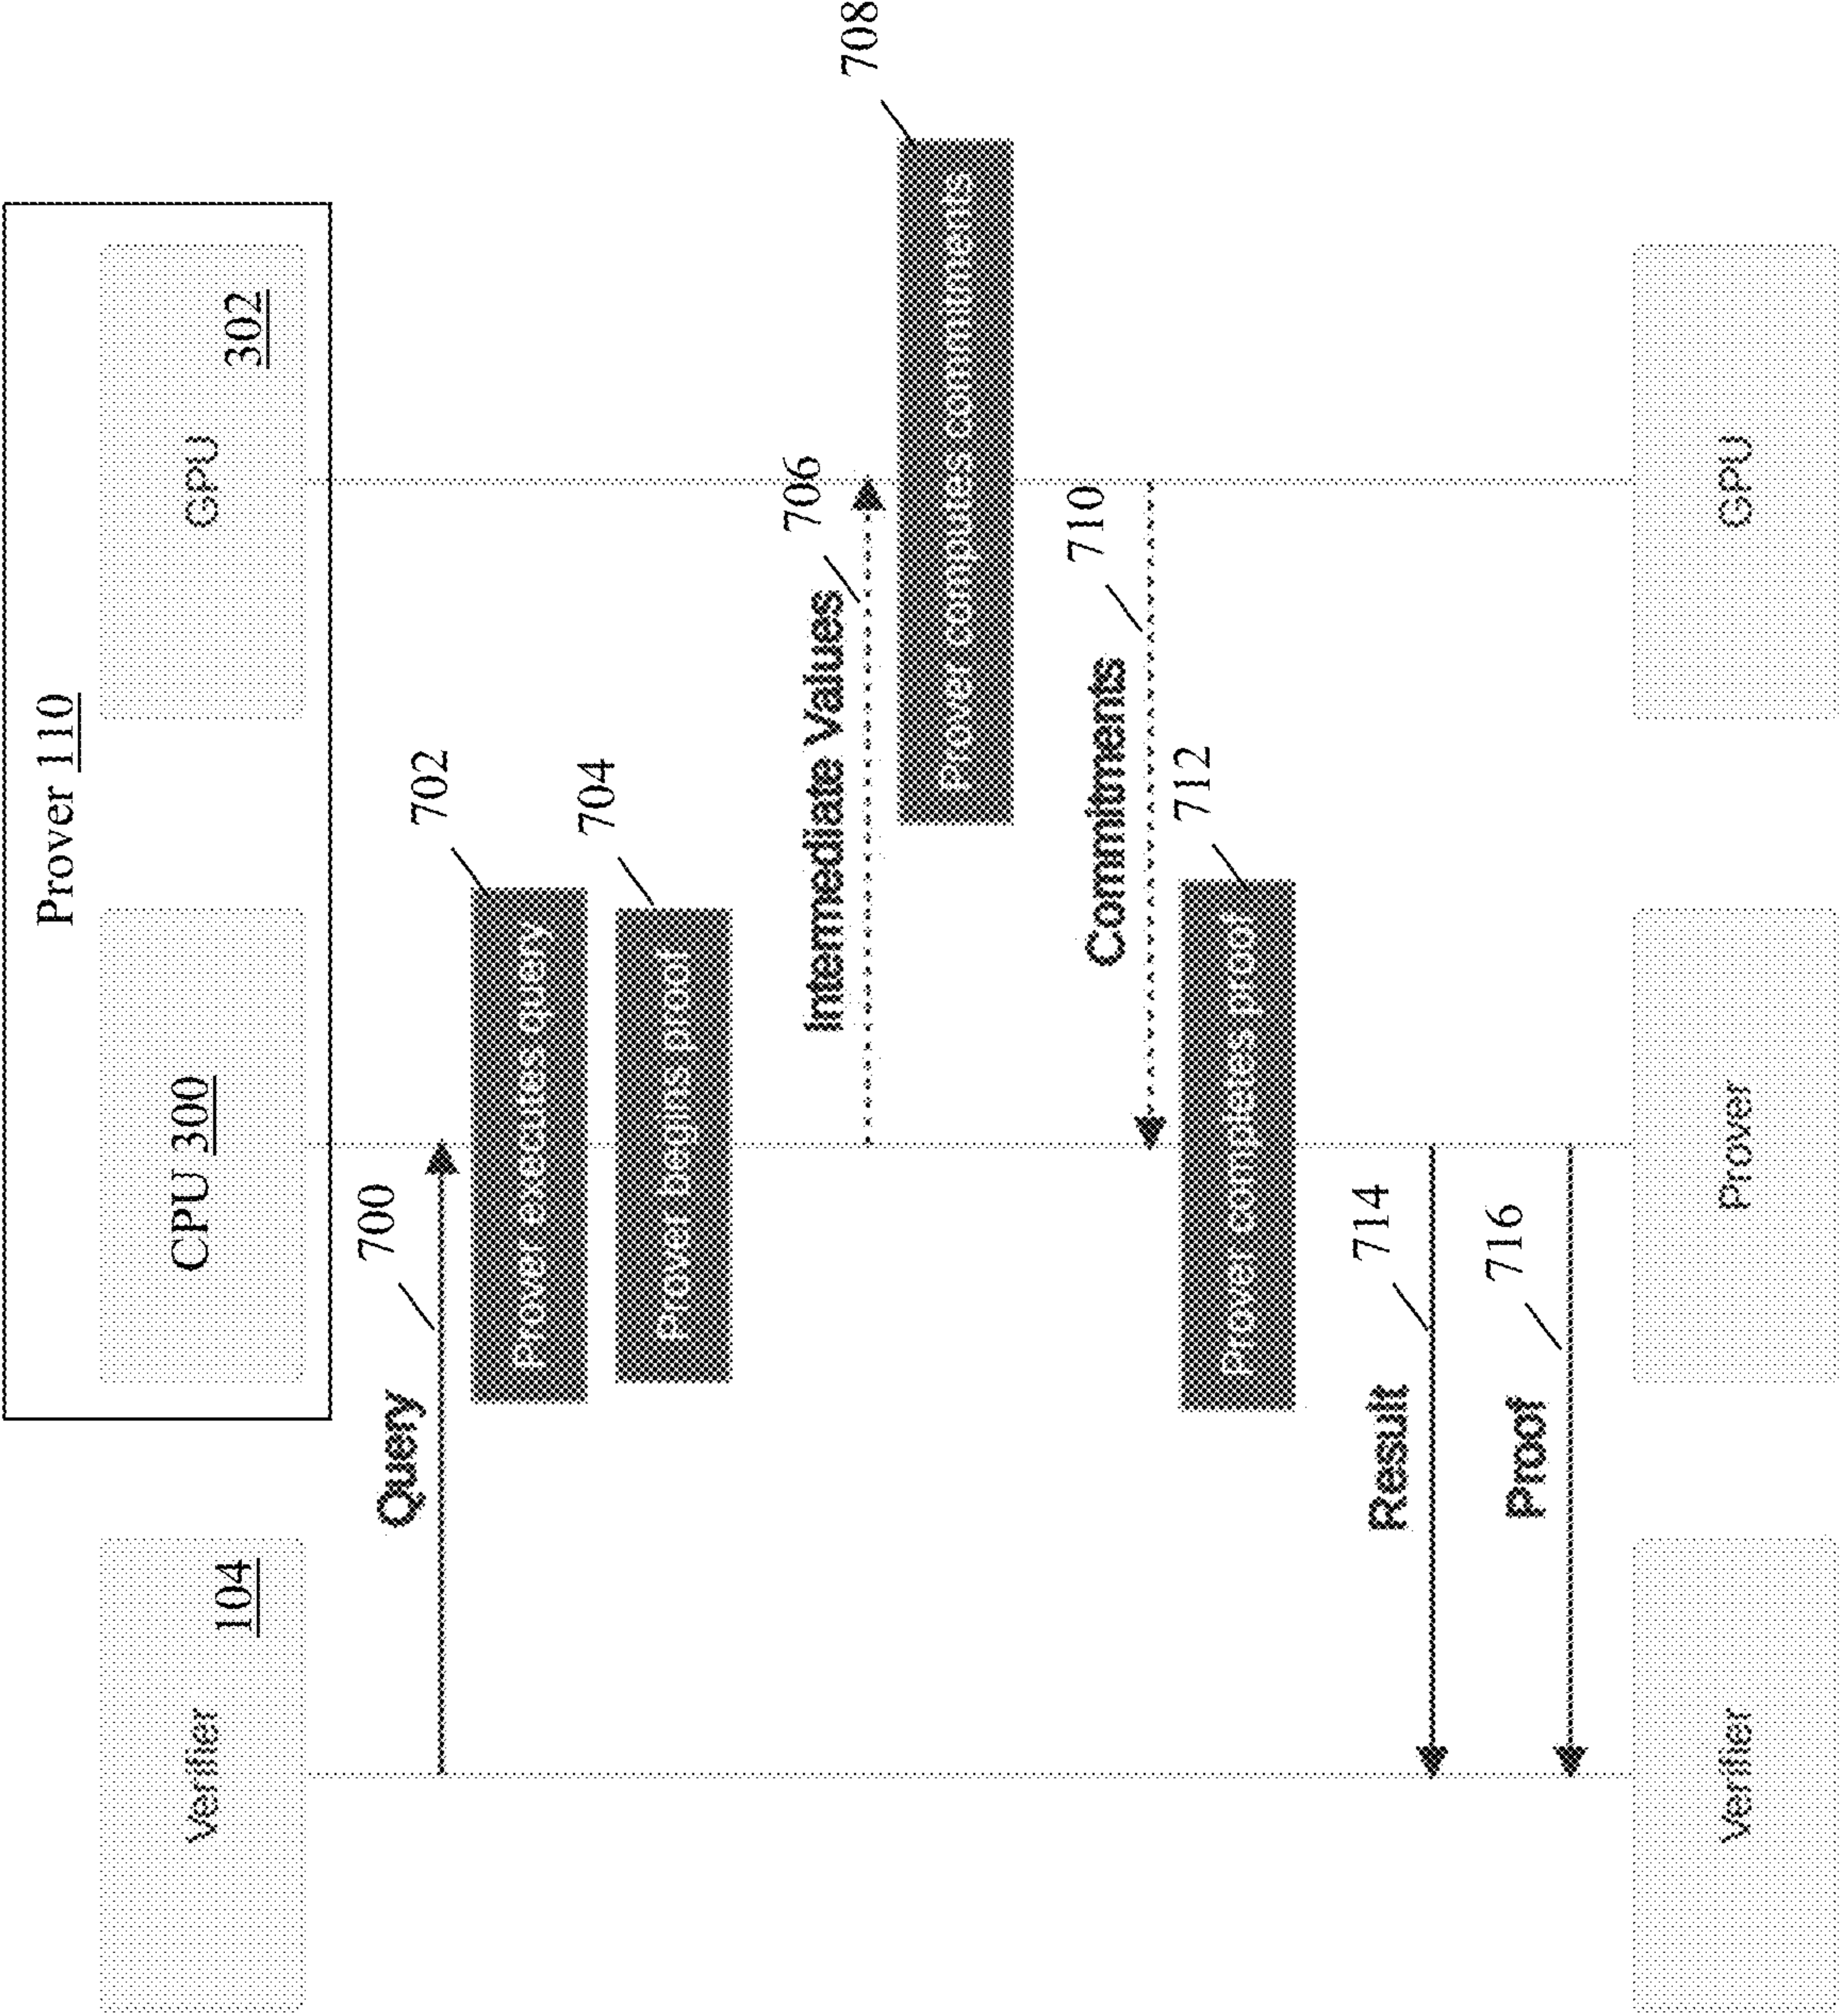 Prover 110
Verifier
104
CPU 300
GPU
302
Query
700
Prover executes query
702
Prover begins proof
704
Intermediate Values
706
Prover computes commitments
708
Commitments
710
Prover completes proof
712
Result
714
Proof
716
Verifier
Prover
GPU